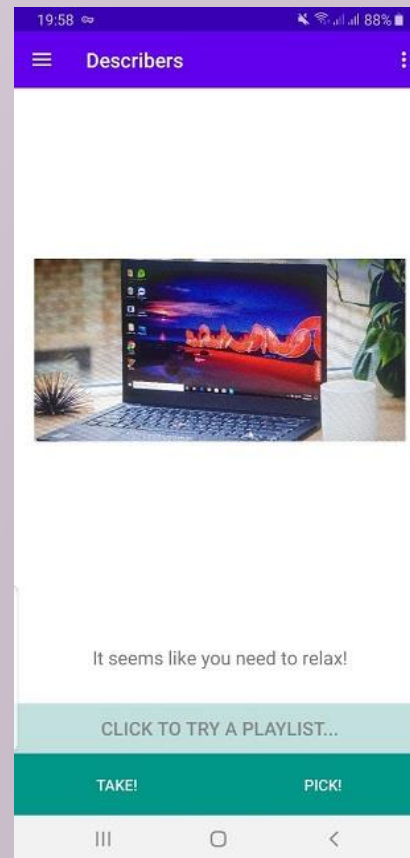 19:58
88%
Describers
It seems like you need to relax!
CLICK TO TRY A PLAYLIST...
TAKE!
PICK!